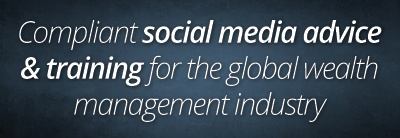 Compliant social media advice
& training for the global wealth
management industry